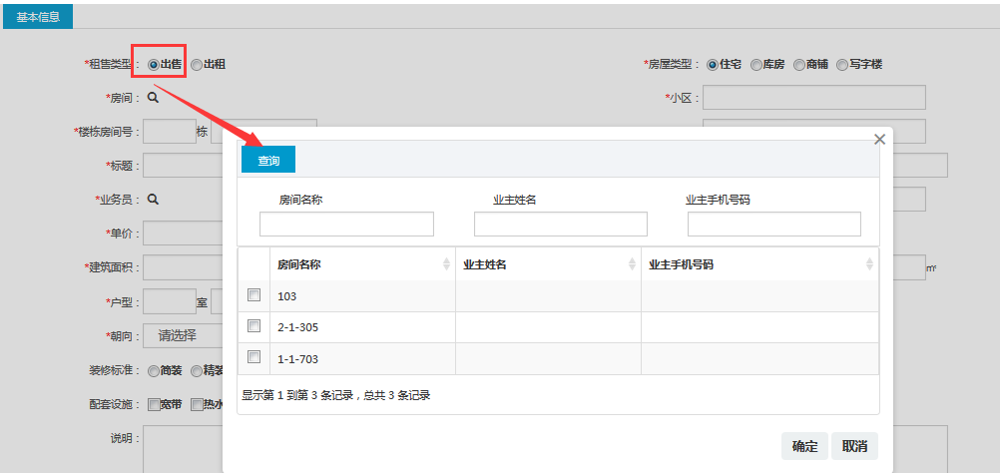 基本信息
*租售类型： 出售 出租 *房屋类型： 住宅 库房 商铺 写字楼
*房间： *小区：
*楼栋房间号： 栋
查询
*标题：
*业务员： 房间名称 业主姓名 业主手机号码
*单价：
*建筑面积： 房间名称 业主姓名 业主手机号码 m²
*户型： 室 103
*朝向： 请选择 2-1-305
装修标准： 简装 精装 1-1-703
配套设施： 宽带 热水 显示第 1 到第 3 条记录，总共 3 条记录
说明：
确定 取消